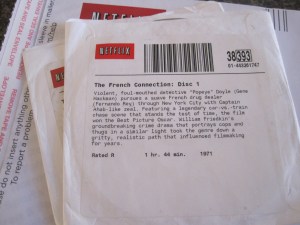 NETFLIX
38(393)
The French Connection: Disc 1
Violent, foul-mouthed detective "Popeye" Doyle (Gene
Hackman) pursues a suave French drug dealer
(Fernando Rey) through New York City with Captain
Ahab-like zeal. Featuring a legendary car-vs.-train
chase scene that stands the test of time, the film
won the Best Picture Oscar. William Friedkin's
groundbreaking crime drama that portrays cops and
thugs in a similar light took the genre down a
gritty, realistic path that influenced filmmaking
for years.
Rated R 1 hr. 44 min. 1971